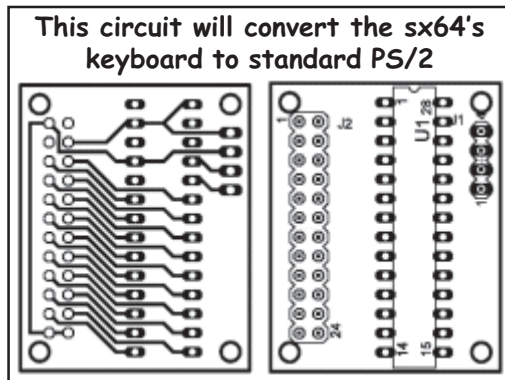 This circuit will convert the sx64's
keyboard to standard PS/2
1
J2
24
1
28
U1
14
15
J1
1